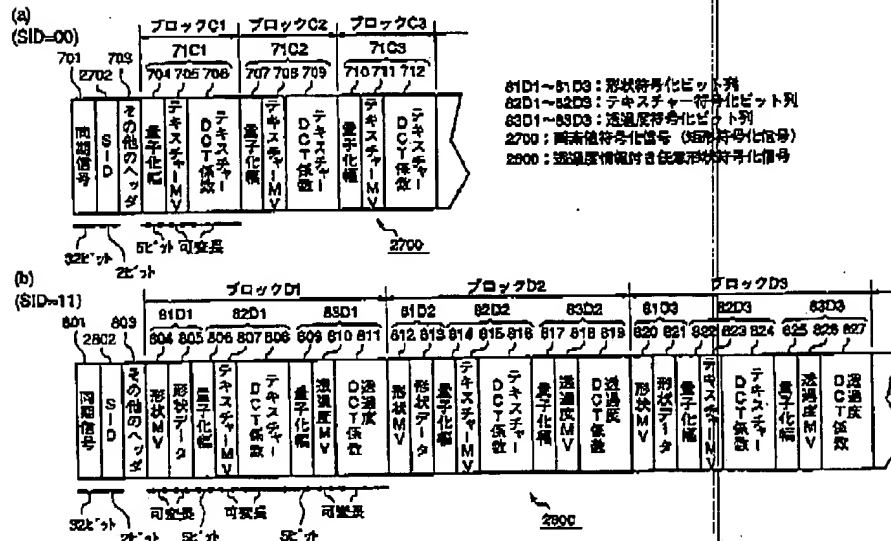 (a)
(SID=00)
ブロックC1 ブロックC2 ブロックC3
71C1 71C2 71C3
701 2702 703 704 705 706 707 708 709 710 711 712
同期信号
SID
その他のヘッダ
量子化幅
テキスチャーMV
テキスチャーDCT係数
量子化幅
テキスチャーMV
テキスチャーDCT係数
量子化幅
テキスチャーMV
テキスチャーDCT係数
32ビット 2ビット 5ビット 可変長
2700
81D1~81D3:形状符号化ビット列
82D1~82D3:テキスチャー符号化ビット列
83D1~83D3:透過度符号化ビット列
2700:画素値符号化信号(矩形符号化信号)
2800:透過度情報付き任意形状符号化信号
(b)
(SID=11)
ブロックD1 ブロックD2 ブロックD3
81D1 82D1 83D1 81D2 82D2 83D2 81D3 82D3 83D3
801 2802 803 804 805 806 807 808 809 810 811 812 813 814 815 816 817 818 819 820 821 822 823 824 825 826 827
同期信号
SID
その他のヘッダ
形状MV
形状データ
量子化幅
テキスチャーMV
テキスチャーDCT係数
量子化幅
透過度MV
透過度DCT係数
形状MV
形状データ
量子化幅
テキスチャーMV
テキスチャーDCT係数
量子化幅
透過度MV
透過度DCT係数
形状MV
形状データ
量子化幅
テキスチャーMV
テキスチャーDCT係数
量子化幅
透過度MV
透過度DCT係数
32ビット 2ビット 可変長 5ビット 可変長 5ビット 可変長
2800